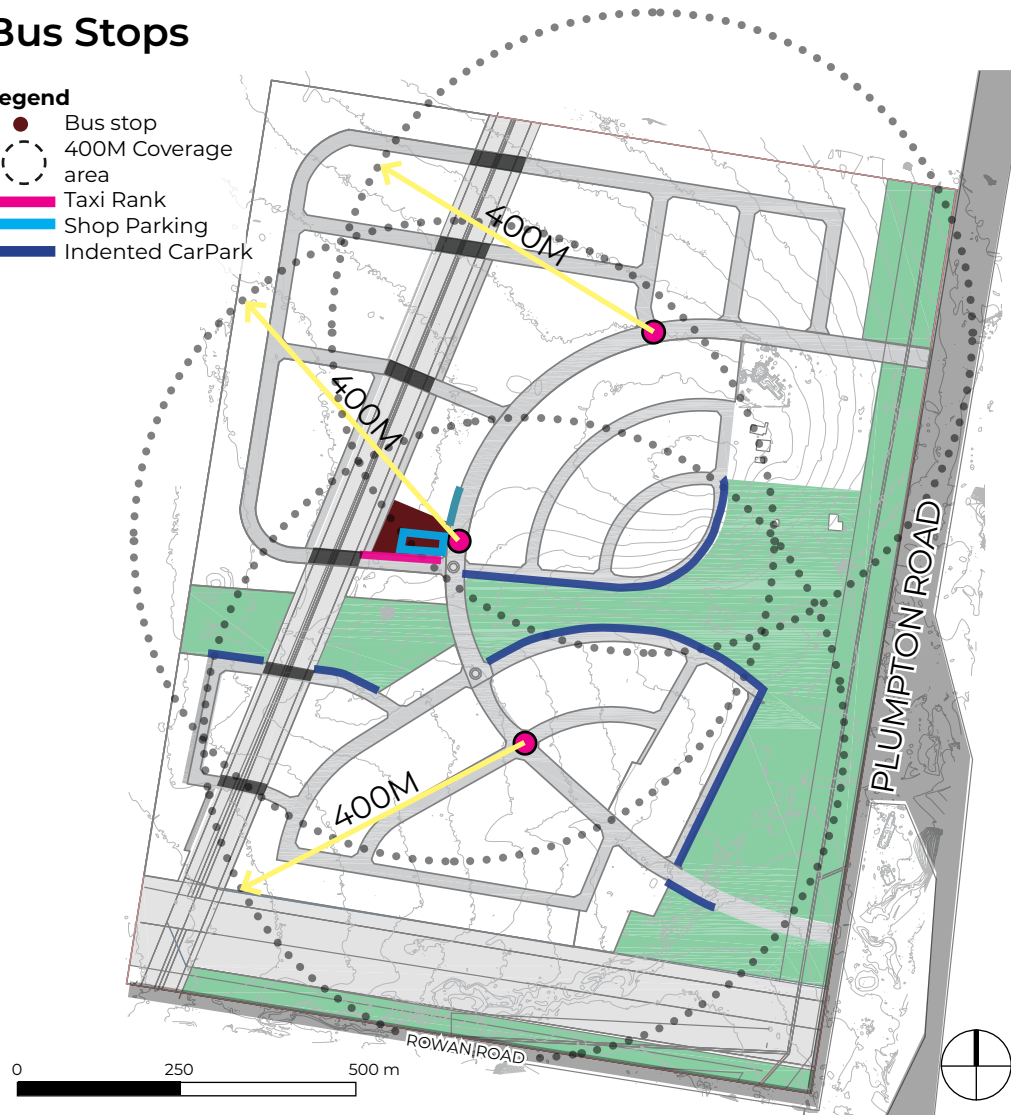 Bus Stops
egend
Bus stop
400M Coverage
area
Taxi Rank
Shop Parking
Indented CarPark
400M
400M
400M
PLUMPTON ROAD
ROWAN ROAD
0 250 500 m